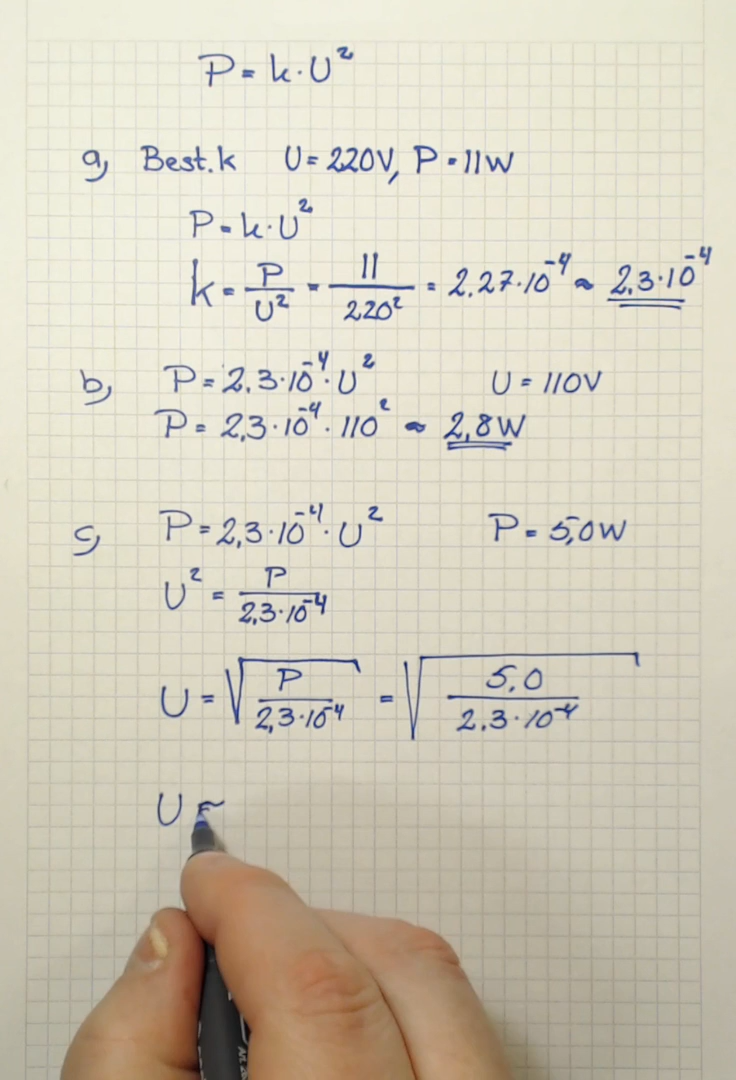 P = k · U²
a) Best. k U = 220V, P = 11W
P = k · U²
k = P/U² = 11/220² = 2,27 · 10⁻⁴ ≈ 2,3 · 10⁻⁴
b) P = 2,3 · 10⁻⁴ · U² U = 110V
P = 2,3 · 10⁻⁴ · 110² ≈ 2,8W
c) P = 2,3 · 10⁻⁴ · U² P = 5,0W
U² = P/2,3 · 10⁻⁴
U = √(P/2,3 · 10⁻⁴) = √(5,0/2,3 · 10⁻⁴)
U ≈